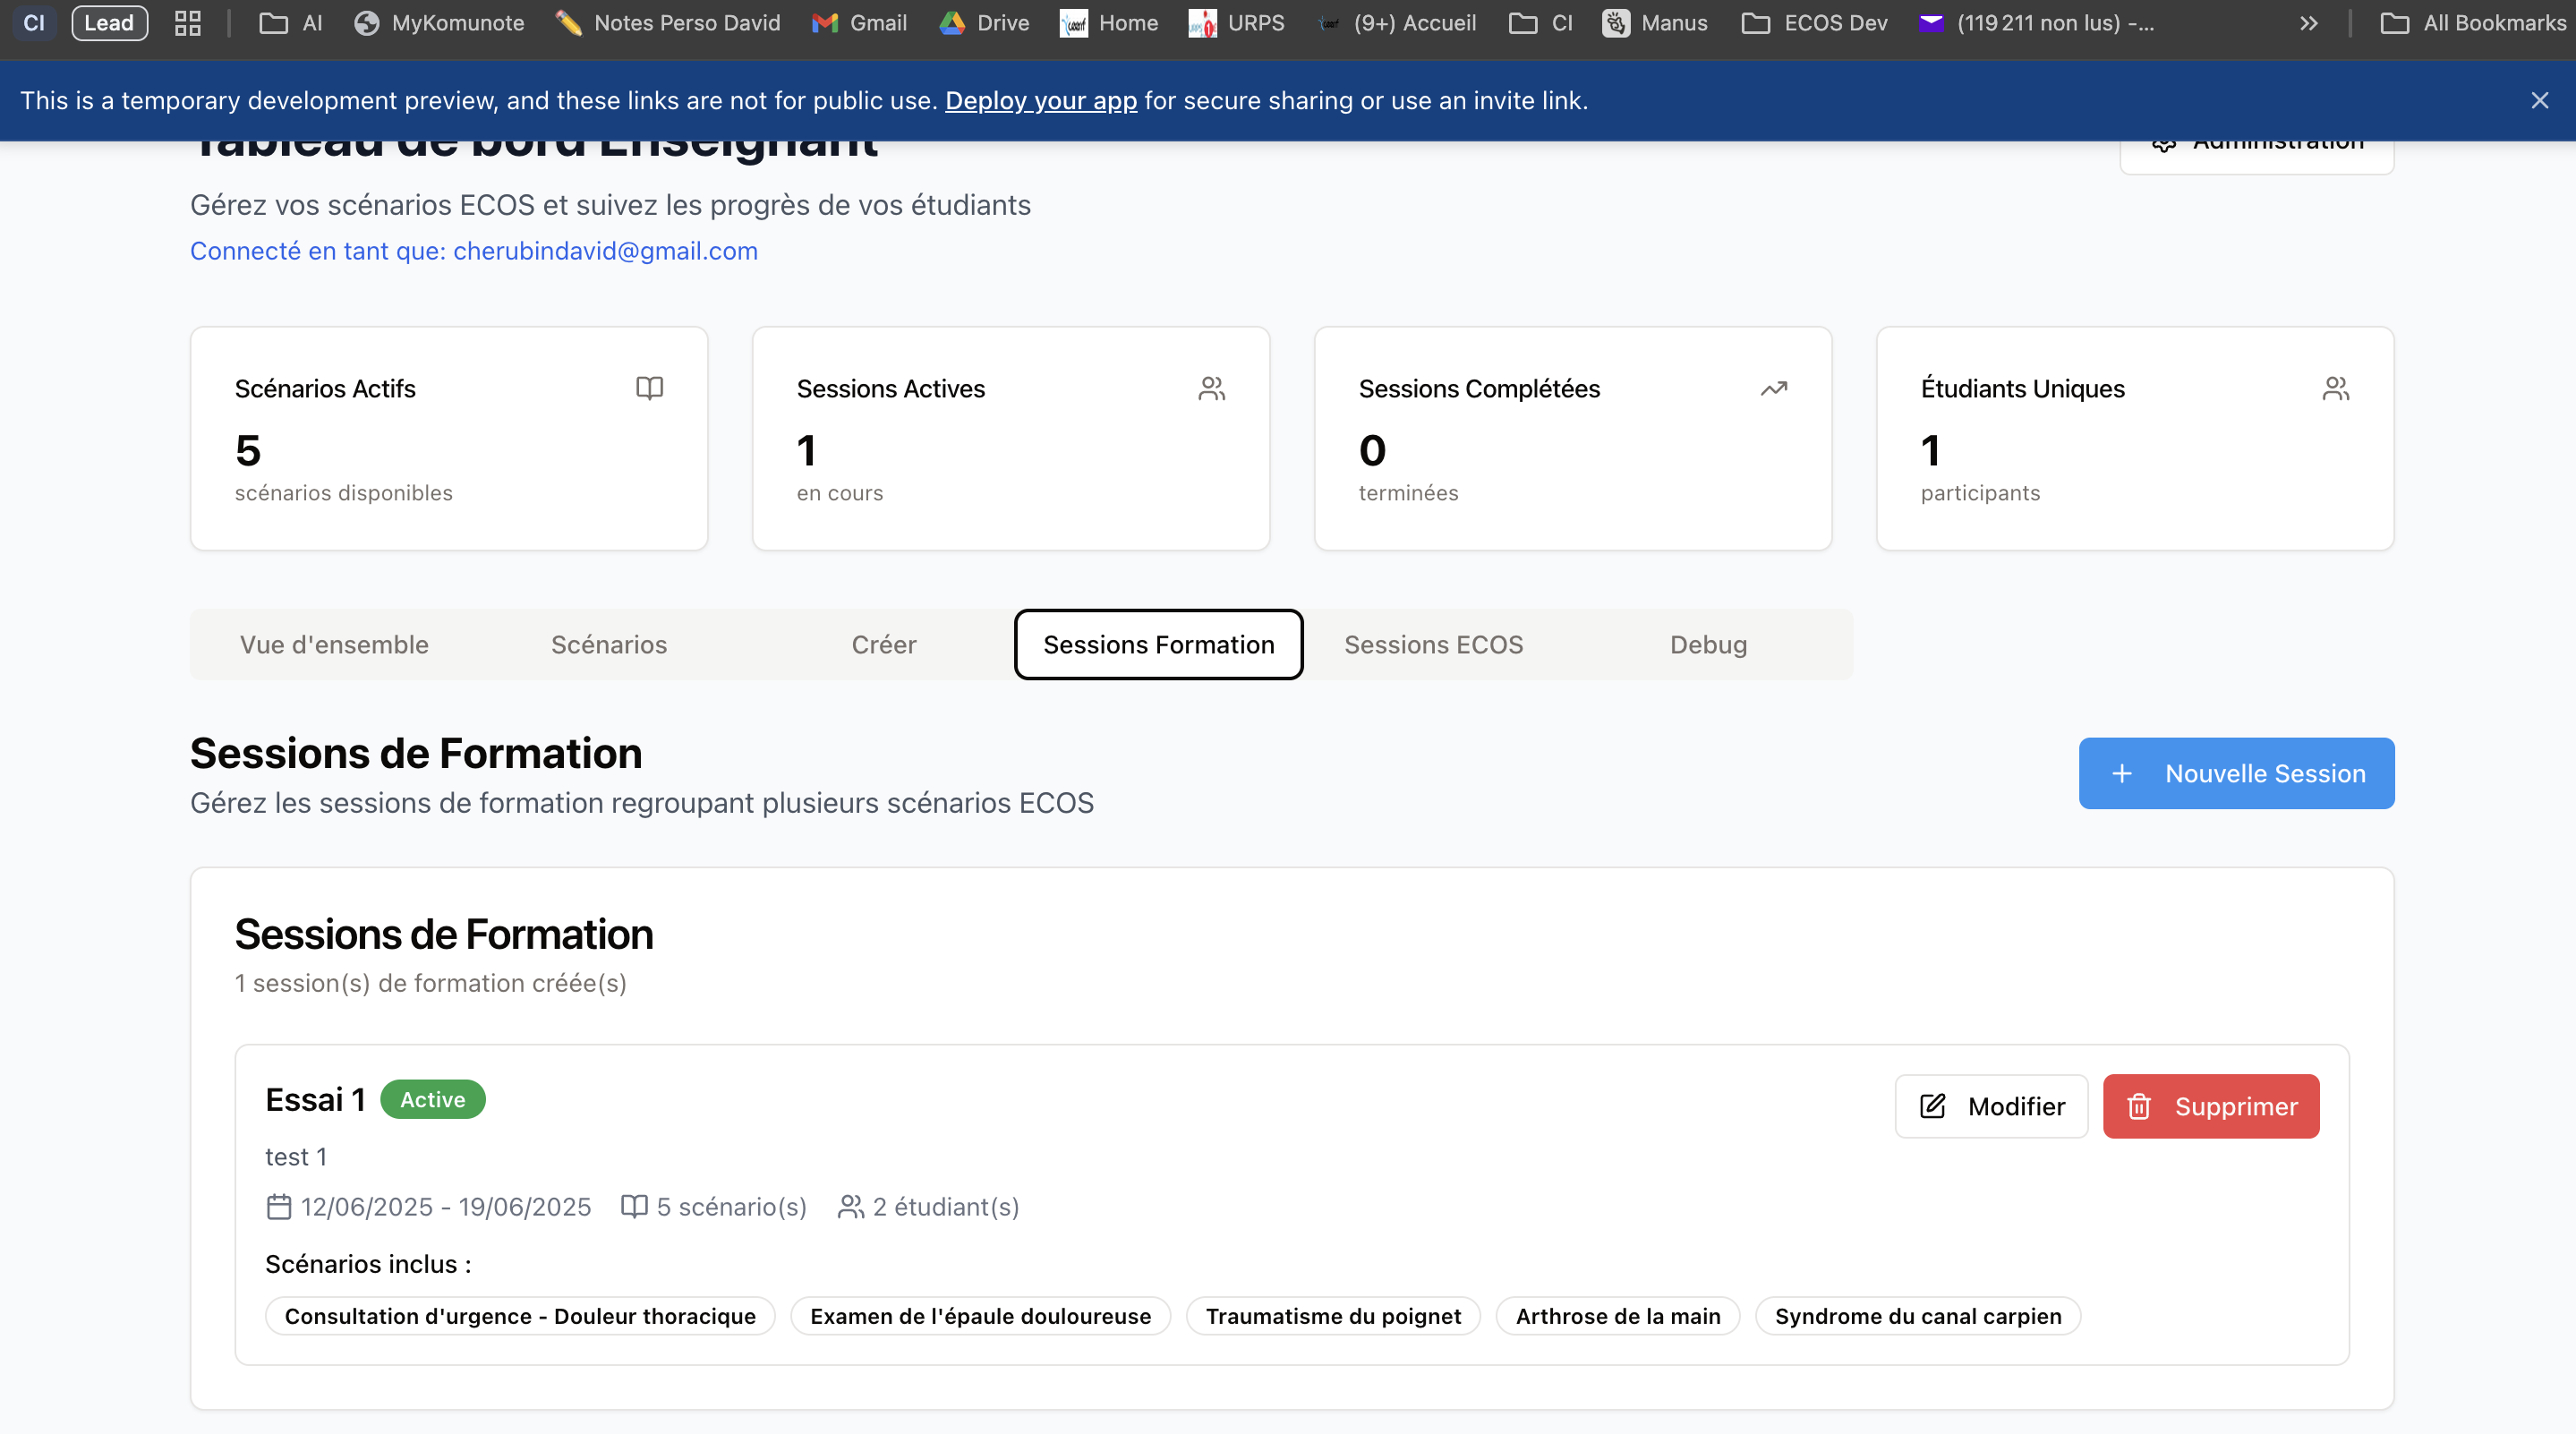 CI Lead AI MyKomunote Notes Perso David Gmail Drive Home URPS (9+) Accueil CI Manus ECOS Dev (119 211 non lus) -... » All Bookmarks
This is a temporary development preview, and these links are not for public use. Deploy your app for secure sharing or use an invite link.
Tableau de bord Enseignant
Administration
Gérez vos scénarios ECOS et suivez les progrès de vos étudiants
Connecté en tant que: cherubindavid@gmail.com
Scénarios Actifs
5
scénarios disponibles
Sessions Actives
1
en cours
Sessions Complétées
0
terminées
Étudiants Uniques
1
participants
Vue d'ensemble Scénarios Créer Sessions Formation Sessions ECOS Debug
Sessions de Formation
Gérez les sessions de formation regroupant plusieurs scénarios ECOS
+ Nouvelle Session
Sessions de Formation
1 session(s) de formation créée(s)
Essai 1 Active
Modifier Supprimer
test 1
12/06/2025 - 19/06/2025 5 scénario(s) 2 étudiant(s)
Scénarios inclus :
Consultation d'urgence - Douleur thoracique Examen de l'épaule douloureuse Traumatisme du poignet Arthrose de la main Syndrome du canal carpien